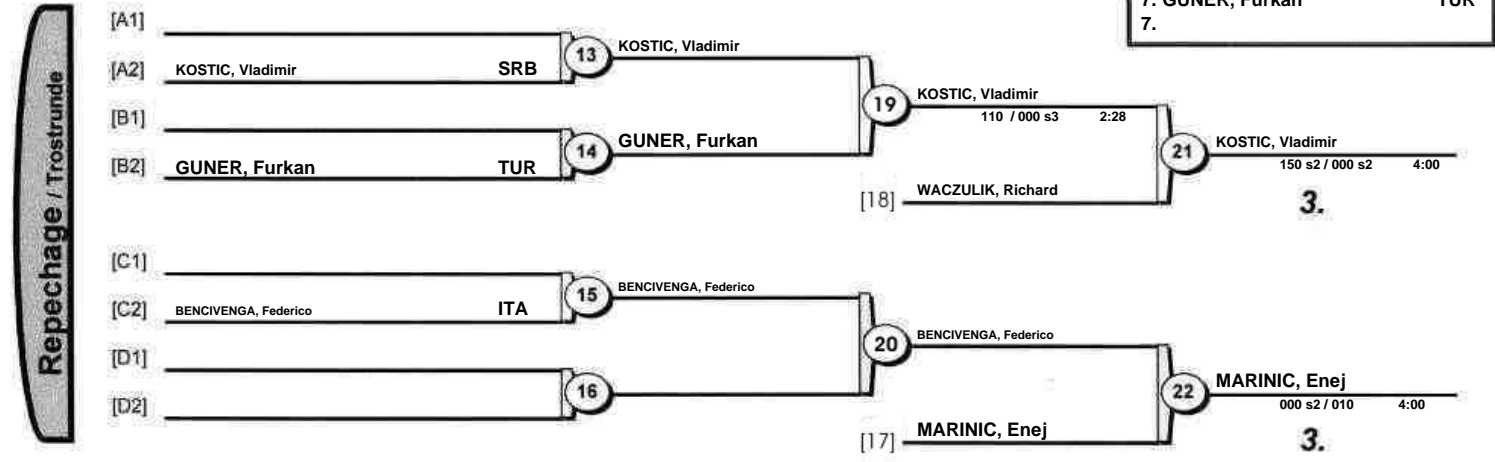 7. GUNER, Furkan TUR
7.
Repechage / Trostrunde
[A1]
13 KOSTIC, Vladimir
[A2] KOSTIC, Vladimir SRB
19 KOSTIC, Vladimir
110 / 000 s3 2:28
[B1]
14 GUNER, Furkan
[B2] GUNER, Furkan TUR
21 KOSTIC, Vladimir
150 s2 / 000 s2 4:00
[18] WACZULIK, Richard
3.
[C1]
15 BENCIVENGA, Federico
[C2] BENCIVENGA, Federico ITA
20 BENCIVENGA, Federico
[D1]
16
[D2]
22 MARINIC, Enej
000 s2 / 010 4:00
[17] MARINIC, Enej
3.